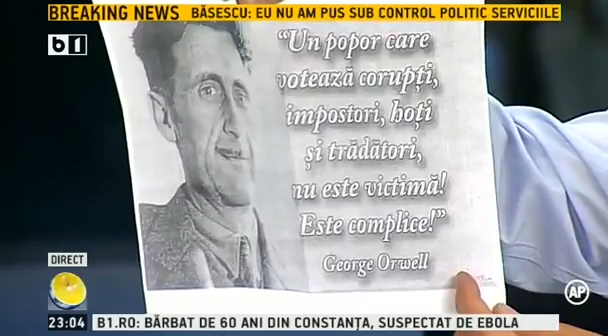 BREAKING NEWS BĂSESCU: EU NU AM PUS SUB CONTROL POLITIC SERVICIILE
b1
"Un popor care
votează corupți,
impostori, hoți
și trădători,
nu este victimă!
Este complice!"
George Orwell
DIRECT
AP
23:04 B1.RO: BĂRBAT DE 60 ANI DIN CONSTANȚA, SUSPECTAT DE EBOLA